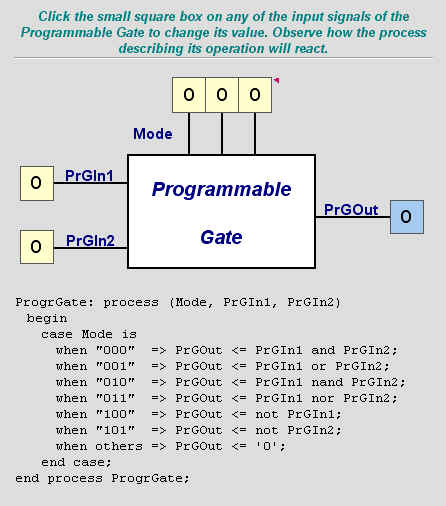 Click the small square box on any of the input signals of the
Programmable Gate to change its value. Observe how the process
describing its operation will react.
0 0 0
Mode
0 PrGIn1
Programmable
Gate
PrGOut 0
0 PrGIn2
ProgrGate: process (Mode, PrGIn1, PrGIn2)
begin
case Mode is
when "000" => PrGOut <= PrGIn1 and PrGIn2;
when "001" => PrGOut <= PrGIn1 or PrGIn2;
when "010" => PrGOut <= PrGIn1 nand PrGIn2;
when "011" => PrGOut <= PrGIn1 nor PrGIn2;
when "100" => PrGOut <= not PrGIn1;
when "101" => PrGOut <= not PrGIn2;
when others => PrGOut <= '0';
end case;
end process ProgrGate;